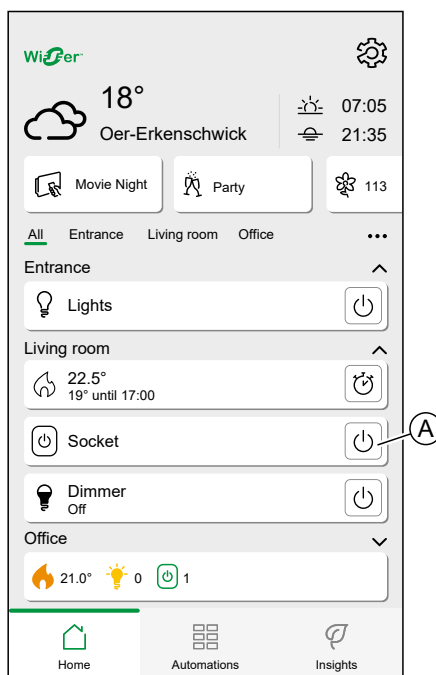 Wiser
18°
Oer-Erkenschwick
07:05
21:35
Movie Night
Party
113
All Entrance Living room Office
Entrance
Lights
Living room
22.5°
19° until 17:00
Socket
A
Dimmer
Off
Office
21.0° 0 1
Home Automations Insights